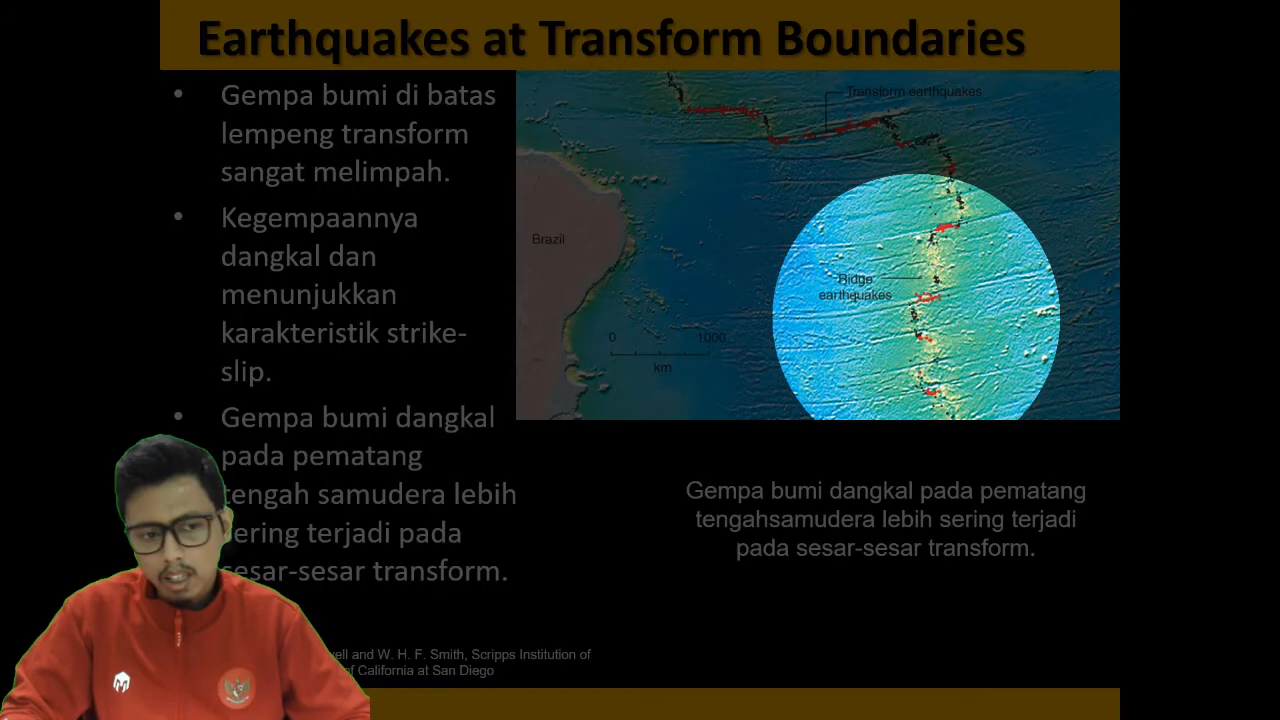 Earthquakes at Transform Boundaries
• Gempa bumi di batas
lempeng transform
sangat melimpah.
• Kegempaannya
dangkal dan
menunjukkan
karakteristik strike-
slip.
• Gempa bumi dangkal
pada pematang
tengah samudera lebih
sering terjadi pada
sesar-sesar transform.
Transform earthquakes
Brazil
Ridge
earthquakes
0 1000
km
Gempa bumi dangkal pada pematang
tengahsamudera lebih sering terjadi
pada sesar-sesar transform.
and W. H. F. Smith, Scripps Institution of
of California at San Diego